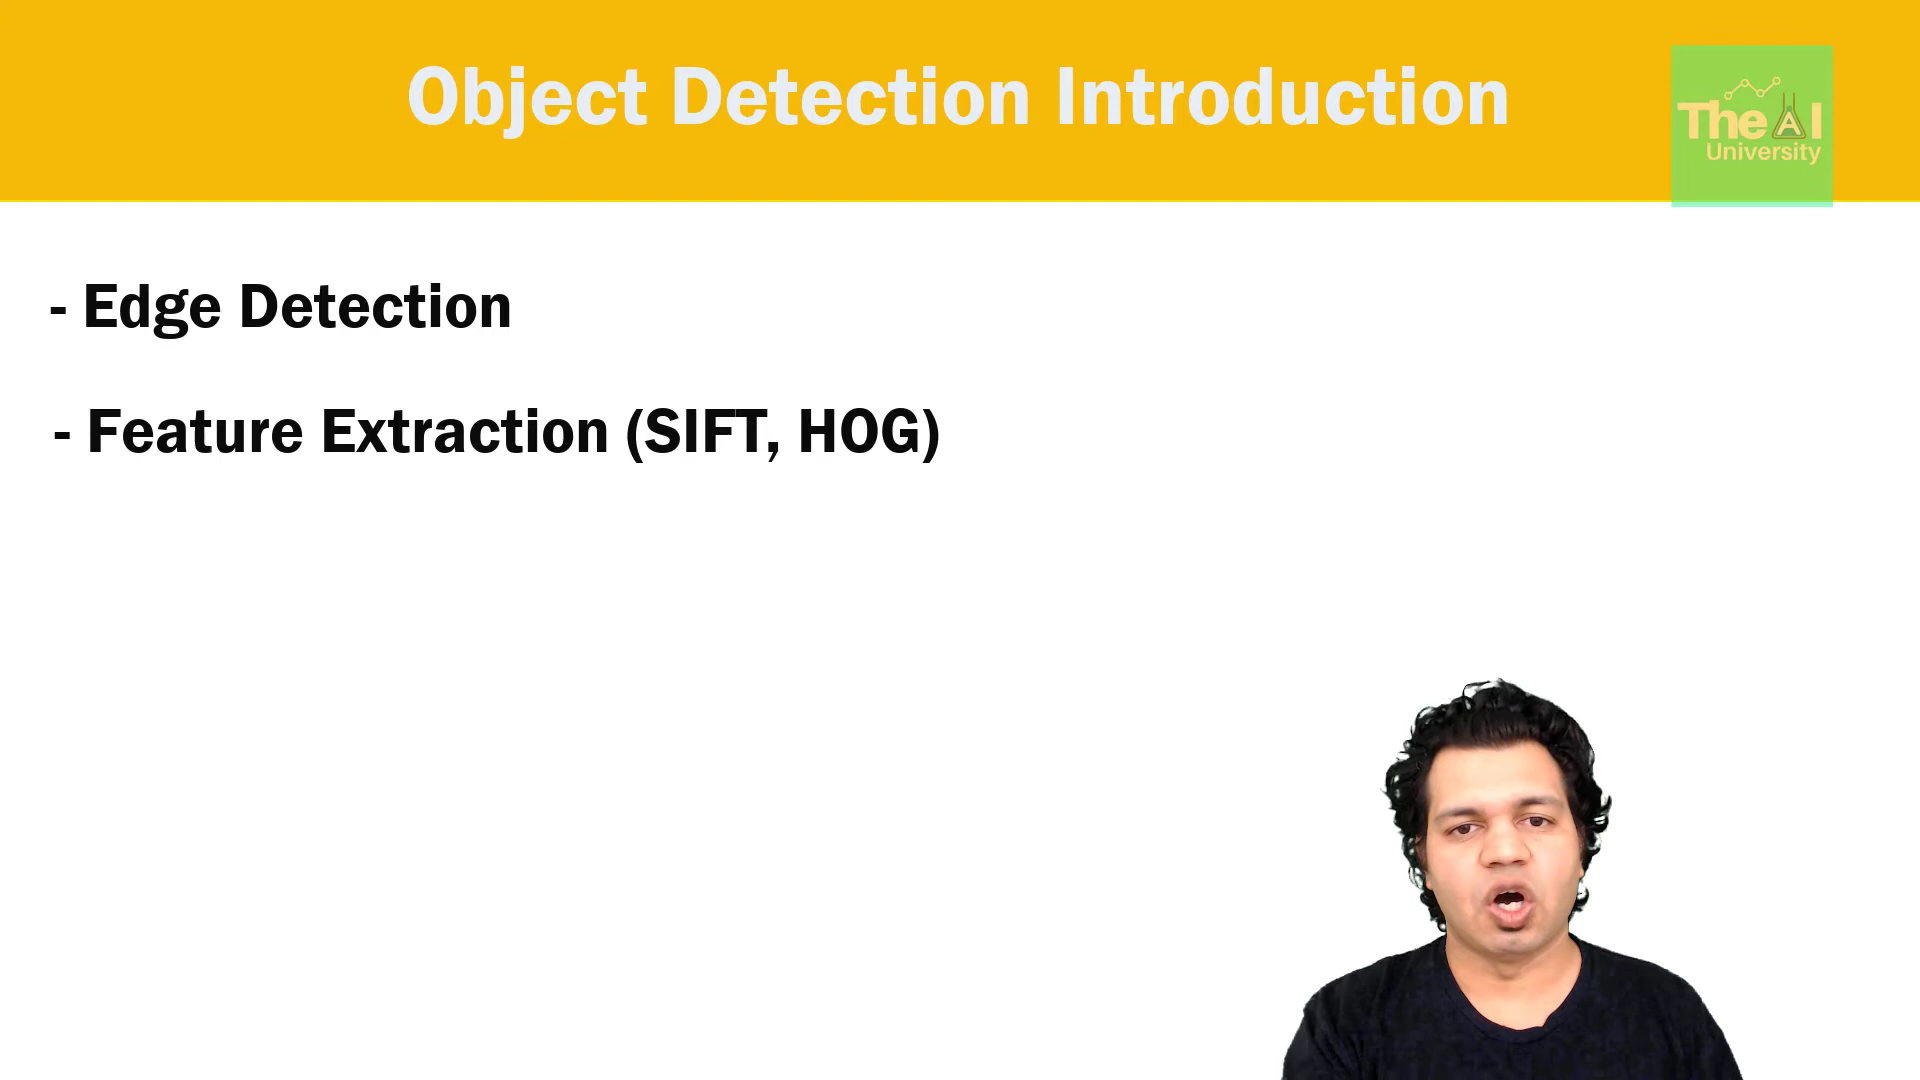 Object Detection Introduction
The AI
University
- Edge Detection
- Feature Extraction (SIFT, HOG)